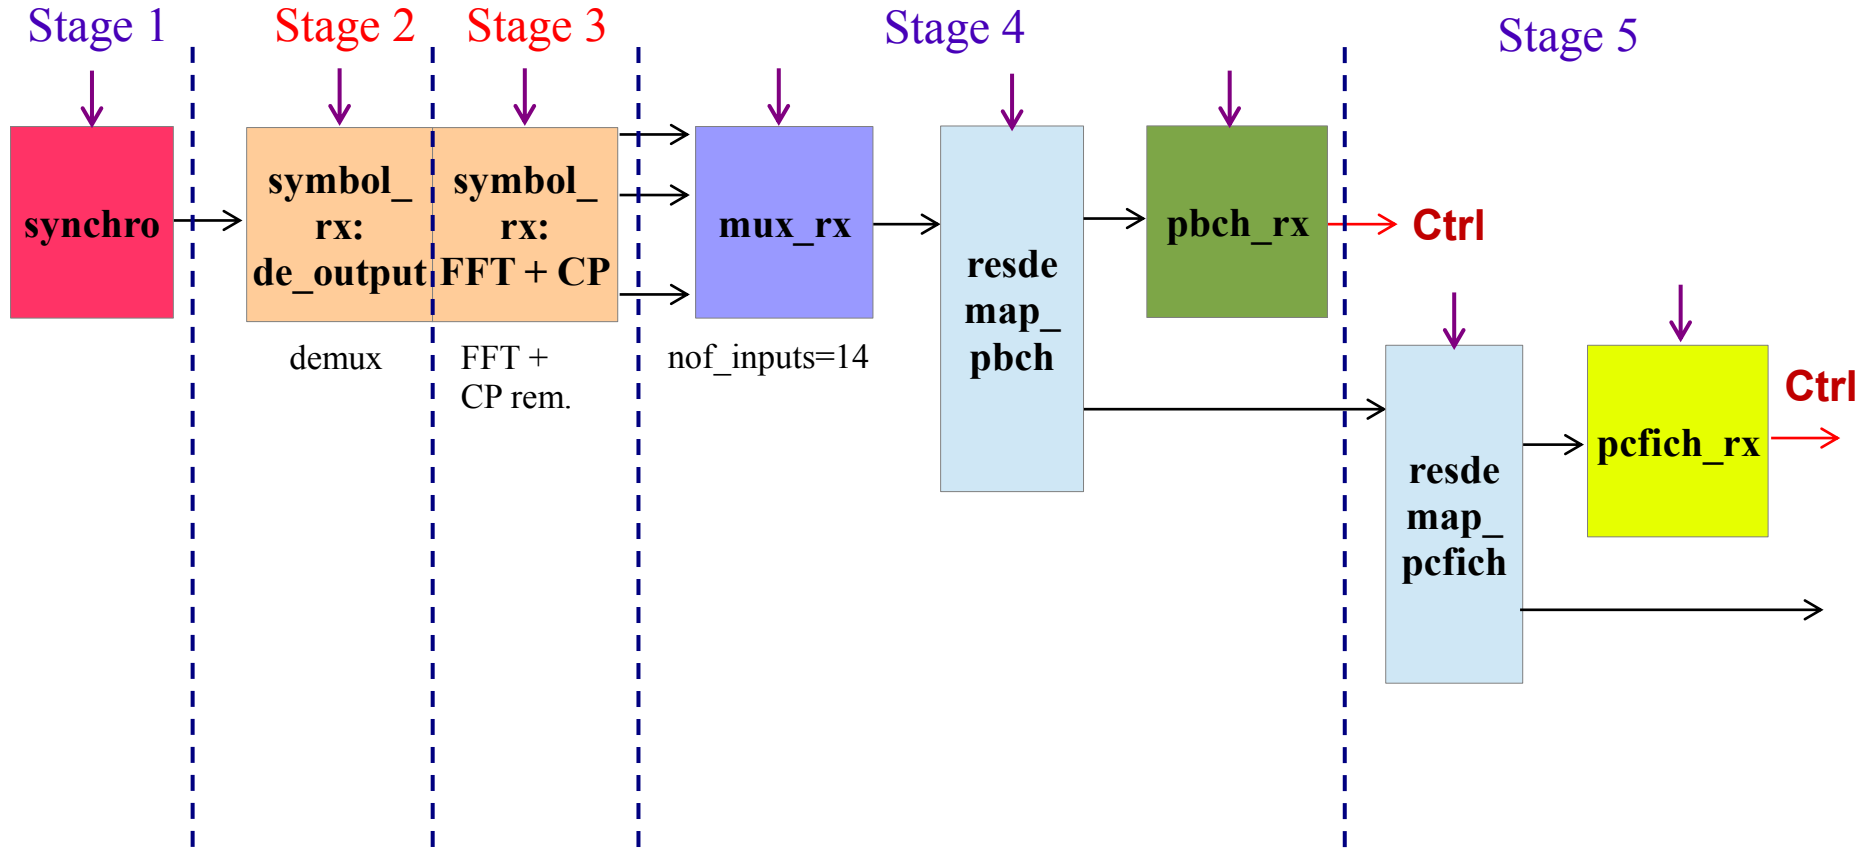 Stage 1
Stage 2
Stage 3
Stage 4
Stage 5
synchro
symbol_
rx:
de_output
demux
symbol_
rx:
FFT + CP
FFT +
CP rem.
mux_rx
nof_inputs=14
resde
map_
pbch
pbch_rx
Ctrl
resde
map_
pcfich
pcfich_rx
Ctrl